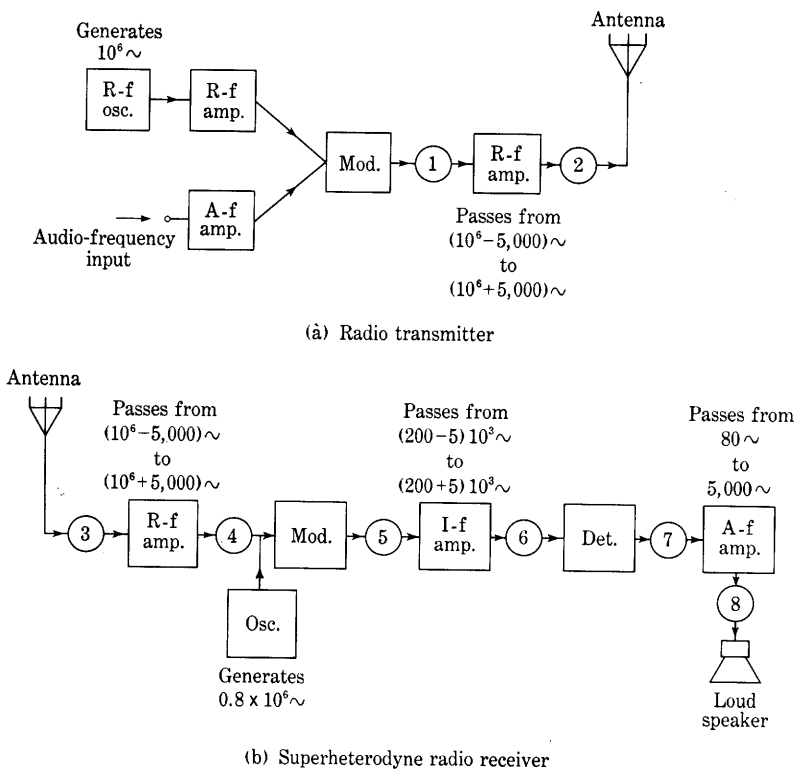 Antenna
Generates
10⁶∼
R-f
osc.
R-f
amp.
Mod.
1
R-f
amp.
2
A-f
amp.
Audio-frequency
input
Passes from
(10⁶−5,000)∼
to
(10⁶+5,000)∼
(a) Radio transmitter
Antenna
Passes from
(10⁶−5,000)∼
to
(10⁶+5,000)∼
Passes from
(200−5)10³∼
to
(200+5)10³∼
Passes from
80∼
to
5,000∼
3
R-f
amp.
4
Mod.
5
I-f
amp.
6
Det.
7
A-f
amp.
8
Osc.
Generates
0.8 x 10⁶∼
Loud
speaker
(b) Superheterodyne radio receiver